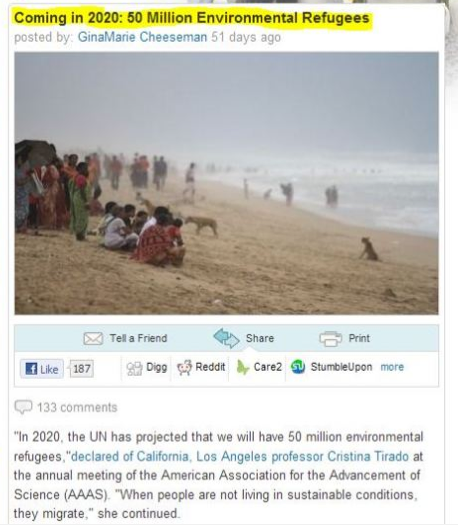 Coming in 2020: 50 Million Environmental Refugees
posted by: GinaMarie Cheeseman 51 days ago
Tell a Friend Share Print
Like 187 Digg Reddit Care2 StumbleUpon more
133 comments
"In 2020, the UN has projected that we will have 50 million environmental
refugees,"declared of California, Los Angeles professor Cristina Tirado at
the annual meeting of the American Association for the Advancement of
Science (AAAS). "When people are not living in sustainable conditions,
they migrate," she continued.